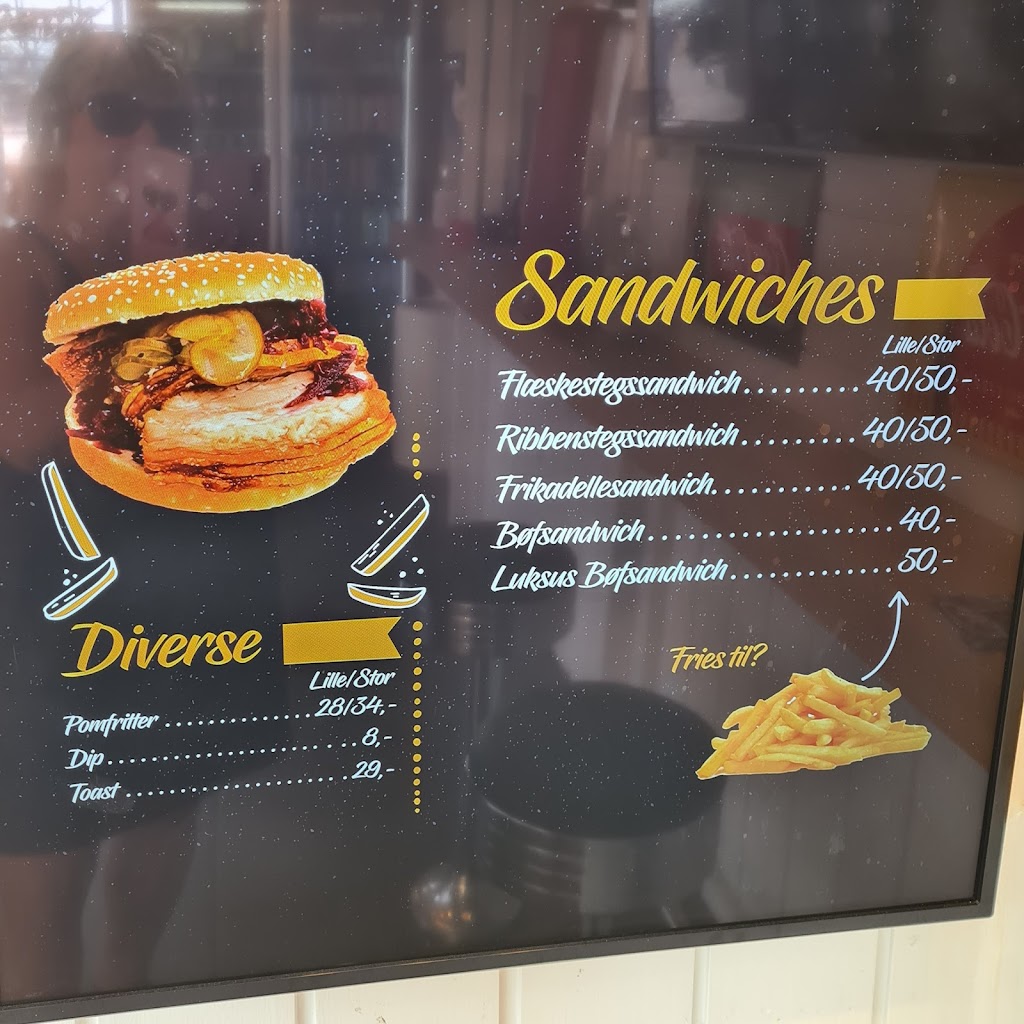 Sandwiches
Lille/Stor
Flæskestegssandwich.........40/50,-
Ribbenstegssandwich.........40/50,-
Frikadellesandwich...........40/50,-
Bøfsandwich....................40,-
Luksus Bøfsandwich.............50,-
Fries til?
Diverse
Lille/Stor
Pomfritter..................28/34,-
Dip...........................8,-
Toast........................29,-